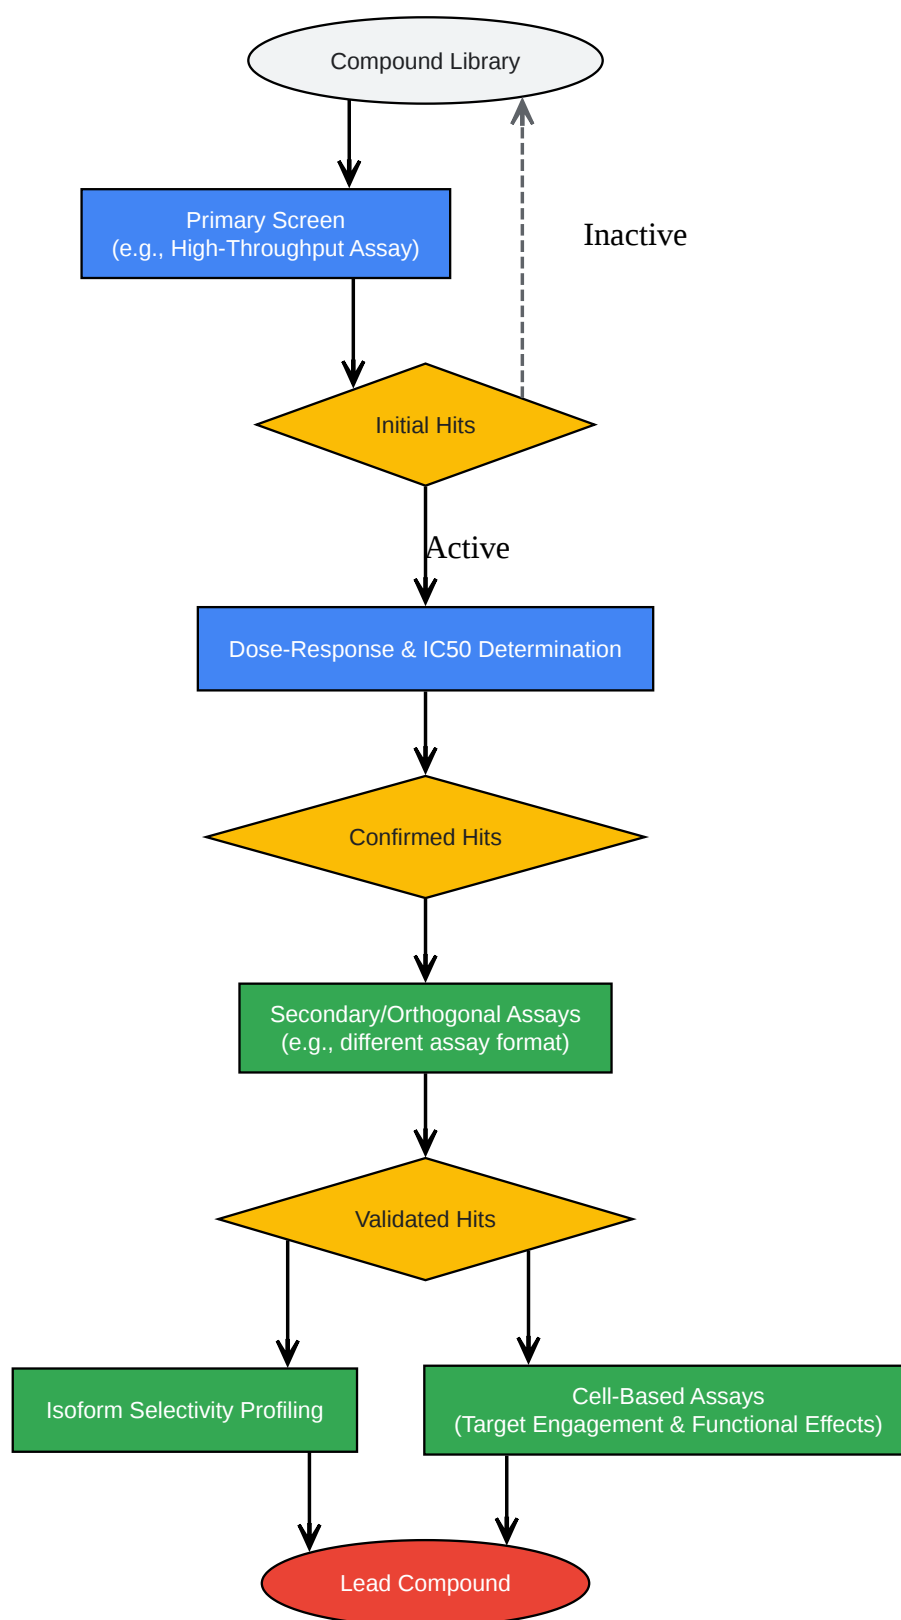 Compound Library
Primary Screen
(e.g., High-Throughput Assay)
Inactive
Initial Hits
Active
Dose-Response & IC50 Determination
Confirmed Hits
Secondary/Orthogonal Assays
(e.g., different assay format)
Validated Hits
Isoform Selectivity Profiling
Cell-Based Assays
(Target Engagement & Functional Effects)
Lead Compound